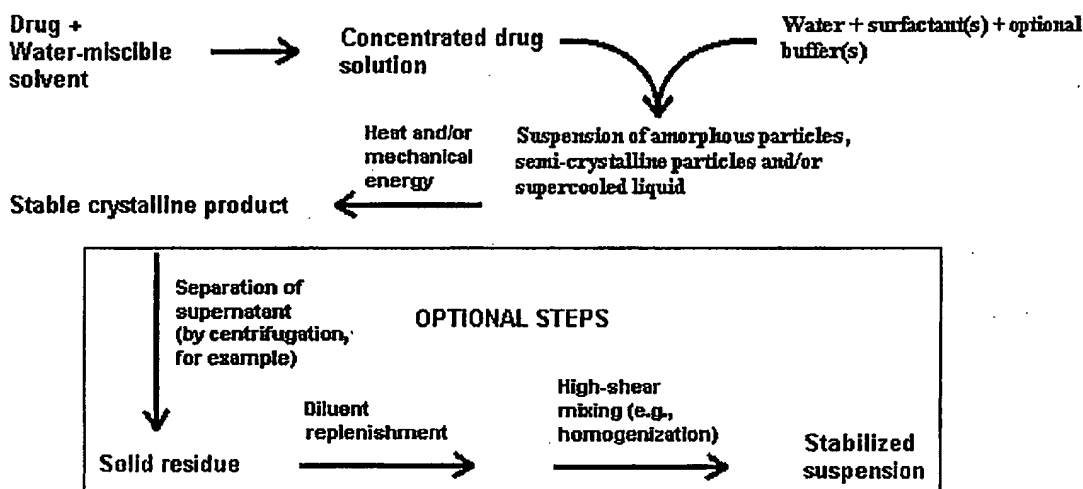 Drug +
Water-miscible
solvent
Concentrated drug
solution
Water + surfactant(s) + optional
buffer(s)
Heat and/or
mechanical
energy
Suspension of amorphous particles,
semi-crystalline particles and/or
supercooled liquid
Stable crystalline product
Separation of
supernatant
(by centrifugation,
for example)
OPTIONAL STEPS
Solid residue
Diluent
replenishment
High-shear
mixing (e.g.,
homogenization)
Stabilized
suspension